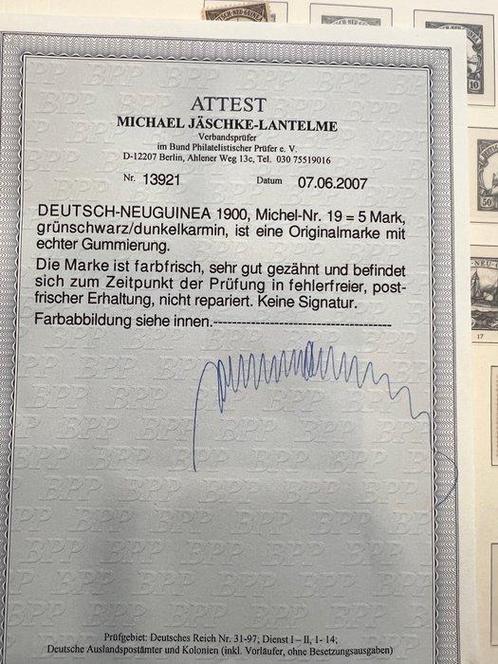 ATTEST
MICHAEL JÄSCHKE-LANTELME
Verbandsprüfer
im Bund Philatelistischer Prüfer e. V.
D-12207 Berlin, Ahlener Weg 13c, Tel. 030 75519016
Nr. 13921 Datum 07.06.2007
DEUTSCH-NEUGUINEA 1900, Michel-Nr. 19 = 5 Mark,
grünschwarz/dunkelkarmin, ist eine Originalmarke mit
echter Gummierung.
Die Marke ist farbfrisch, sehr gut gezähnt und befindet
sich zum Zeitpunkt der Prüfung in fehlerfreier, post-
frischer Erhaltung, nicht repariert. Keine Signatur.
Farbabbildung siehe innen.---------------------------------------
Prüfgebiet: Deutsches Reich Nr. 31-97; Dienst I – II, 1- 14;
Deutsche Auslandspostämter und Kolonien (inkl. Vorläufer, ohne Besetzungsausgaben)
10
50
17